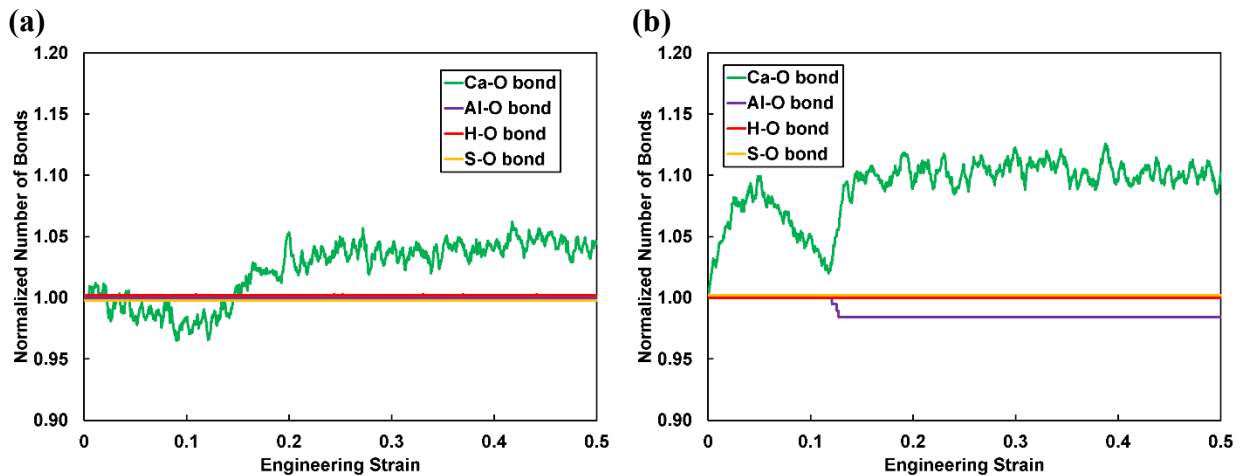 (a)
1.20
1.15
1.10
1.05
1.00
0.95
0.90
Normalized Number of Bonds
Ca-O bond
Al-O bond
H-O bond
S-O bond
0 0.1 0.2 0.3 0.4 0.5
Engineering Strain
(b)
1.20
1.15
1.10
1.05
1.00
0.95
0.90
Normalized Number of Bonds
Ca-O bond
Al-O bond
H-O bond
S-O bond
0 0.1 0.2 0.3 0.4 0.5
Engineering Strain